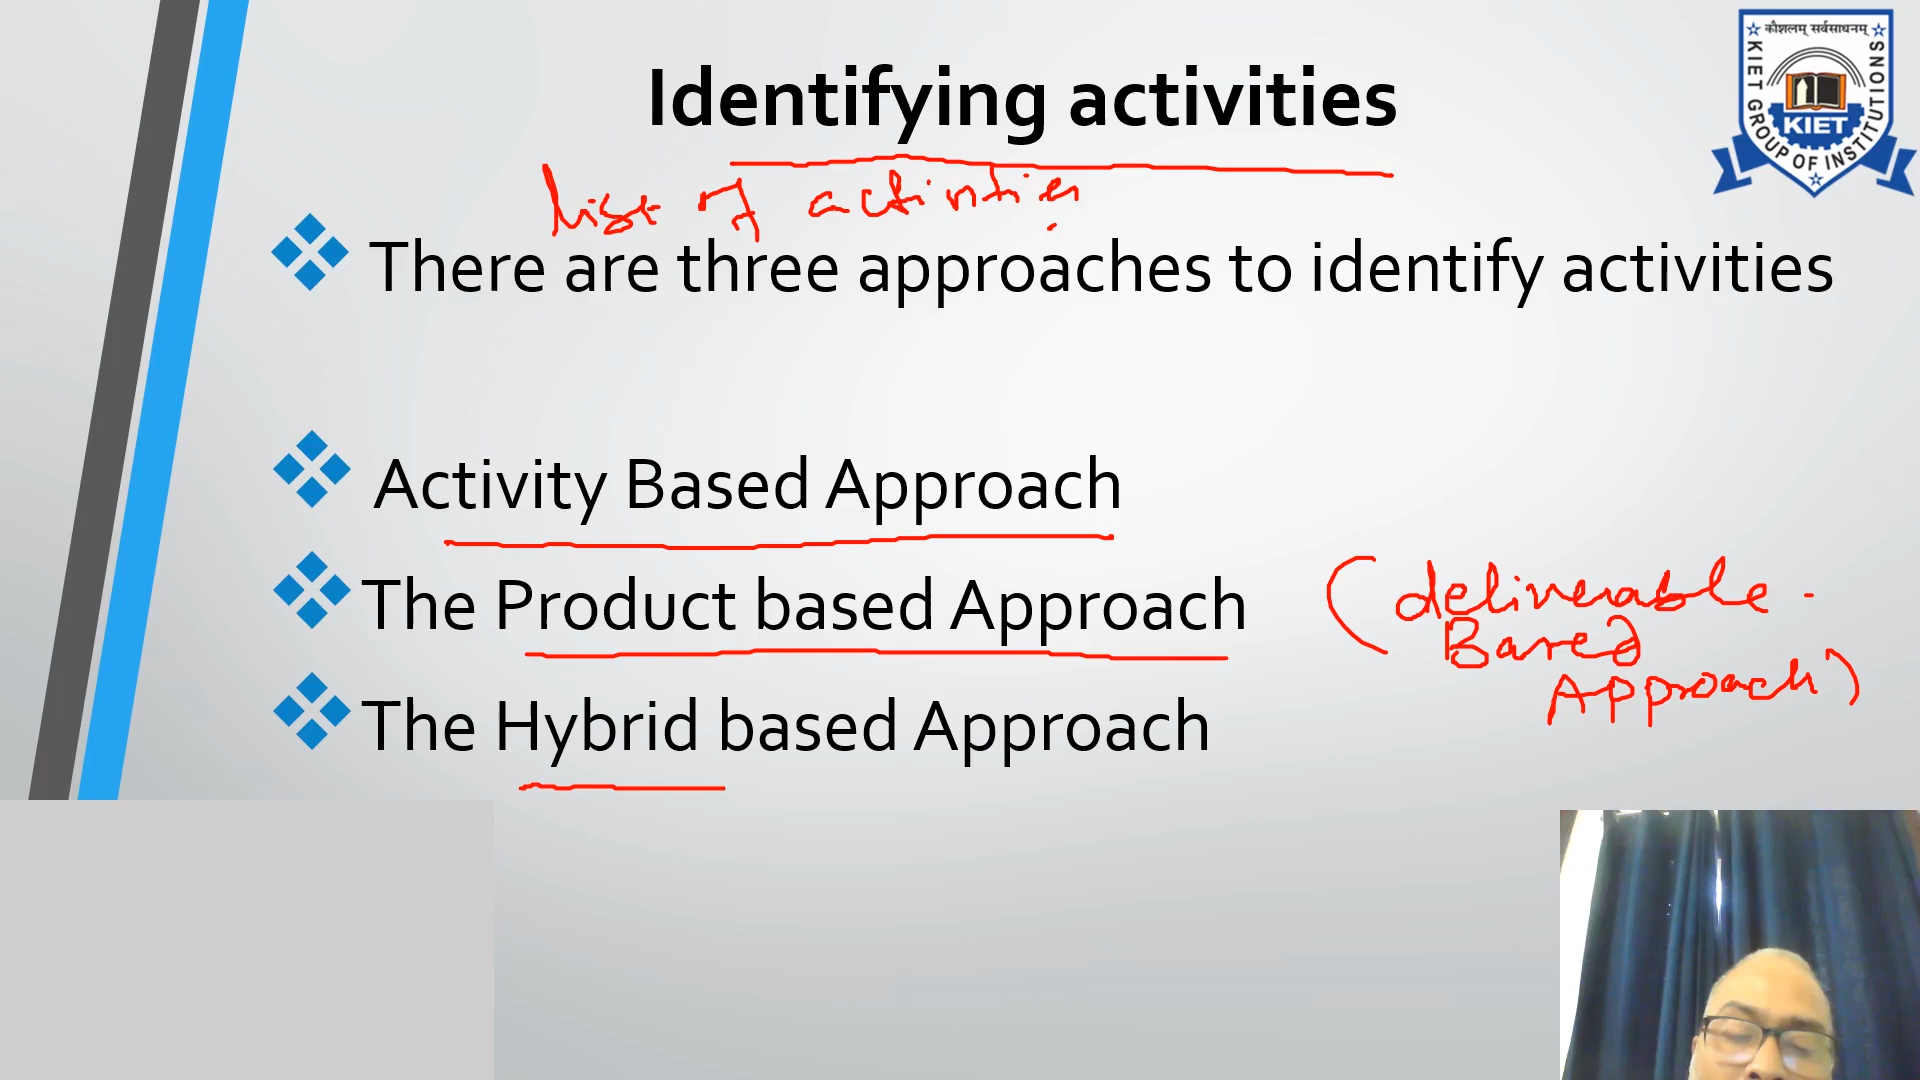 कौशलम् सर्वसाधनम्
KIET GROUP OF INSTITUTIONS
KIET
Identifying activities
list of activities
There are three approaches to identify activities
Activity Based Approach
The Product based Approach
(deliverable -
Based
Approach)
The Hybrid based Approach